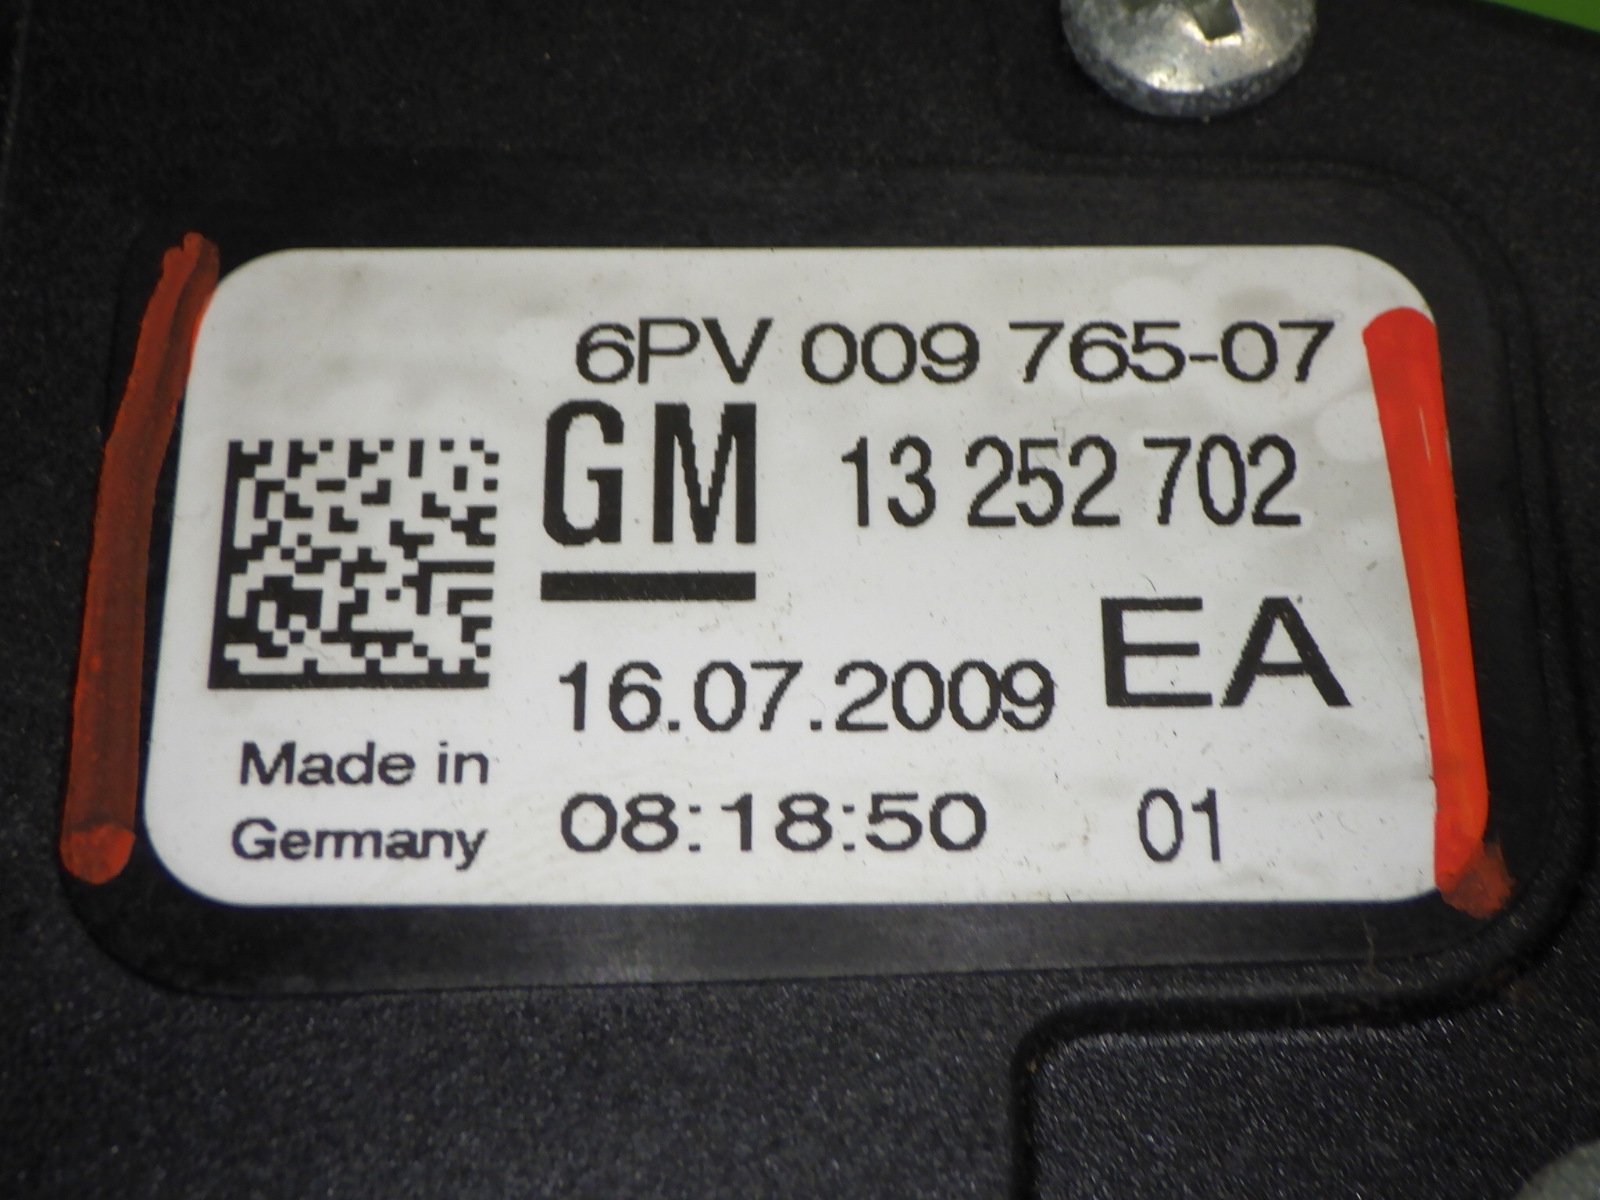 6PV 009 765-07
GM 13 252 702
EA
16.07.2009
Made in
Germany
08:18:50 01